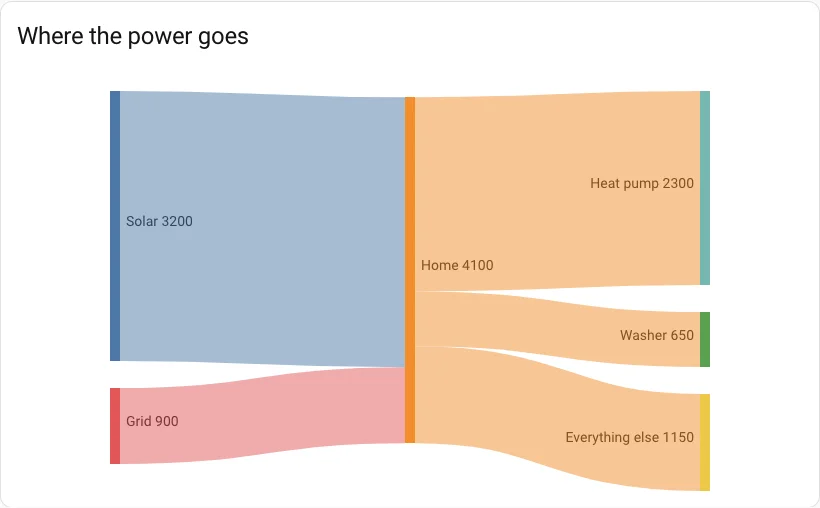 Where the power goes
Solar 3200
Grid 900
Home 4100
Heat pump 2300
Washer 650
Everything else 1150